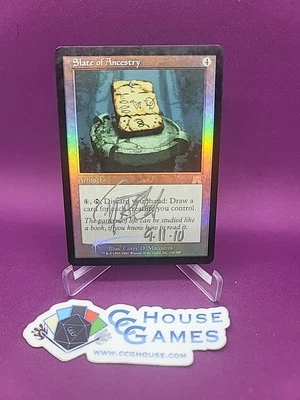 Slate of Ancestry 4
Artifact
4, Discard your hand: Draw a
card for each creature you control.
The pattern of life can be studied like
a book, if you know how to read it.
9·11·10
Illus. Corey D. Macourek
CCG HOUSE
GAMES
WWW.CCGHOUSE.COM